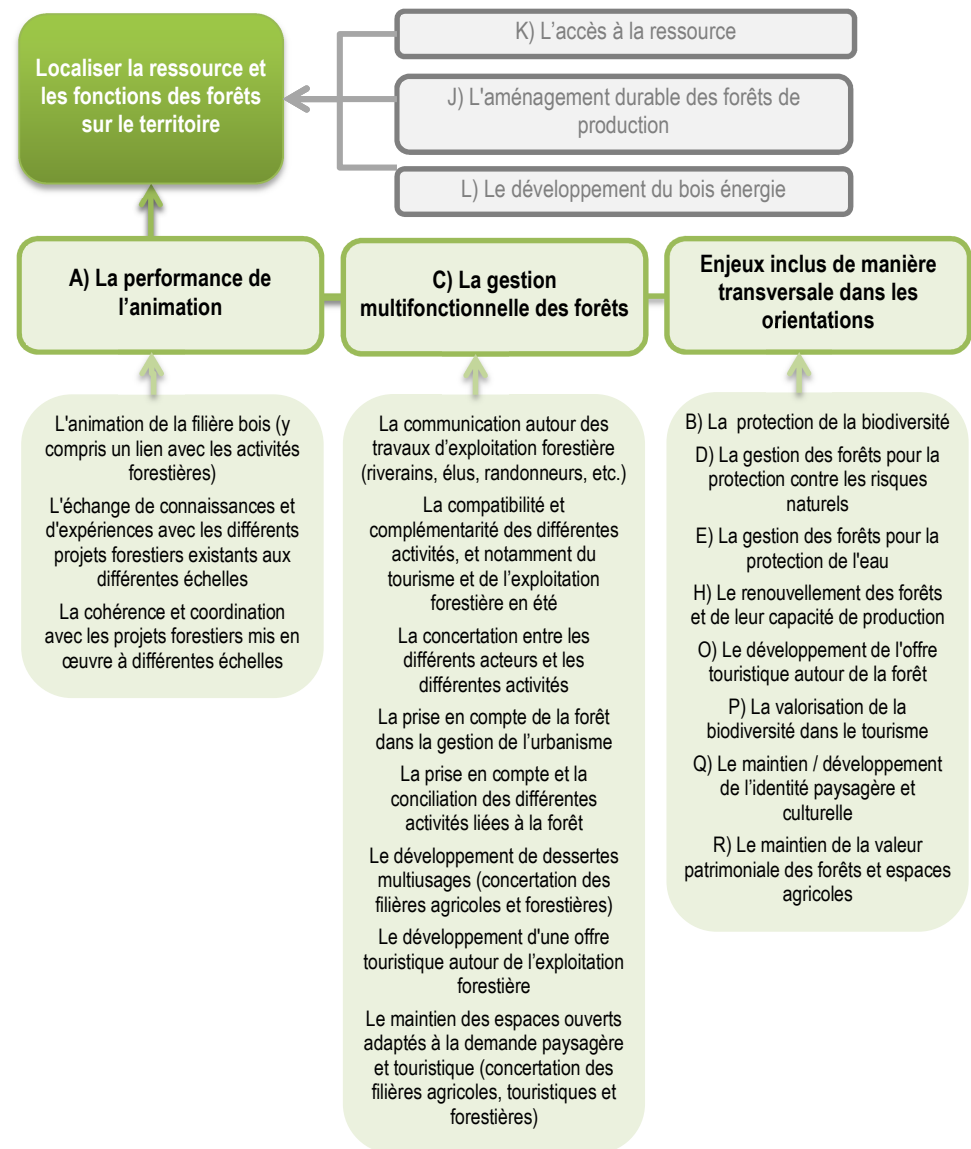 Localiser la ressource et
les fonctions des forêts
sur le territoire
K) L'accès à la ressource
J) L'aménagement durable des forêts de
production
L) Le développement du bois énergie
A) La performance de
l'animation
C) La gestion
multifonctionnelle des forêts
Enjeux inclus de manière
transversale dans les
orientations
L'animation de la filière bois (y
compris un lien avec les activités
forestières)
L'échange de connaissances et
d'expériences avec les différents
projets forestiers existants aux
différentes échelles
La cohérence et coordination
avec les projets forestiers mis en
œuvre à différentes échelles
La communication autour des
travaux d'exploitation forestière
(riverains, élus, randonneurs, etc.)
La compatibilité et
complémentarité des différentes
activités, et notamment du
tourisme et de l'exploitation
forestière en été
La concertation entre les
différents acteurs et les
différentes activités
La prise en compte de la forêt
dans la gestion de l'urbanisme
La prise en compte et la
conciliation des différentes
activités liées à la forêt
Le développement de dessertes
multiusages (concertation des
filières agricoles et forestières)
Le développement d'une offre
touristique autour de l'exploitation
forestière
Le maintien des espaces ouverts
adaptés à la demande paysagère
et touristique (concertation des
filières agricoles, touristiques et
forestières)
B) La protection de la biodiversité
D) La gestion des forêts pour la
protection contre les risques
naturels
E) La gestion des forêts pour la
protection de l'eau
H) Le renouvellement des forêts
et de leur capacité de production
O) Le développement de l'offre
touristique autour de la forêt
P) La valorisation de la
biodiversité dans le tourisme
Q) Le maintien / développement
de l'identité paysagère et
culturelle
R) Le maintien de la valeur
patrimoniale des forêts et espaces
agricoles